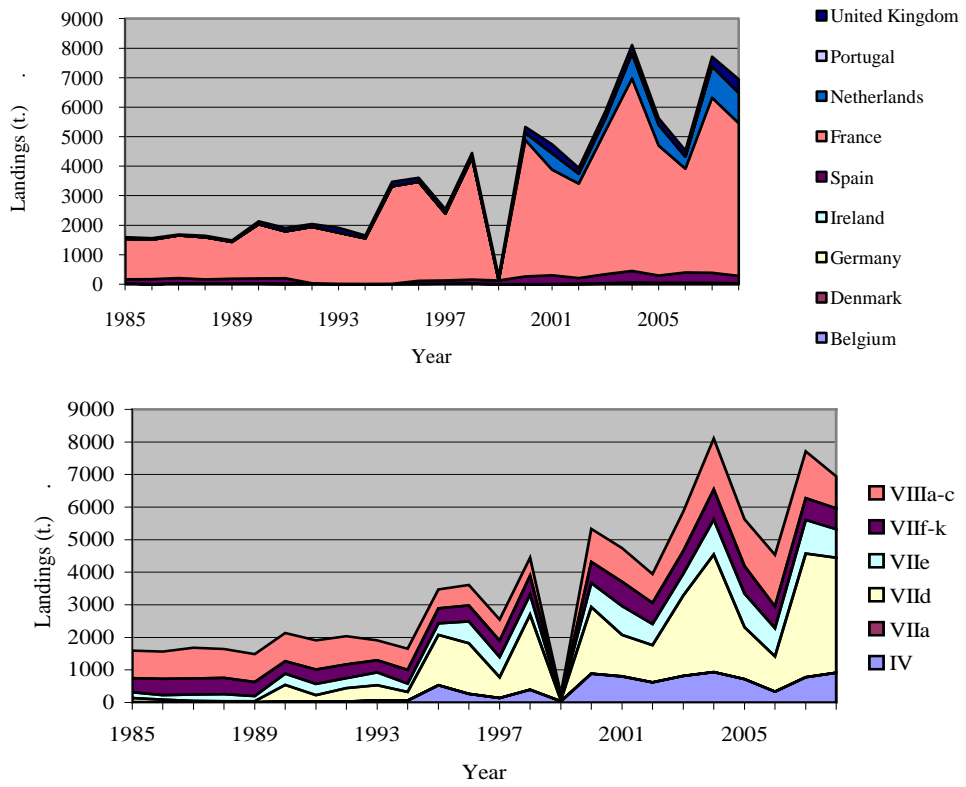 9000
8000
7000
6000
5000
4000
3000
2000
1000
0
Landings (t.) .
1985 1989 1993 1997 2001 2005
Year
United Kingdom
Portugal
Netherlands
France
Spain
Ireland
Germany
Denmark
Belgium
9000
8000
7000
6000
5000
4000
3000
2000
1000
0
Landings (t.) .
1985 1989 1993 1997 2001 2005
Year
VIIIa-c
VIIf-k
VIIe
VIId
VIIa
IV